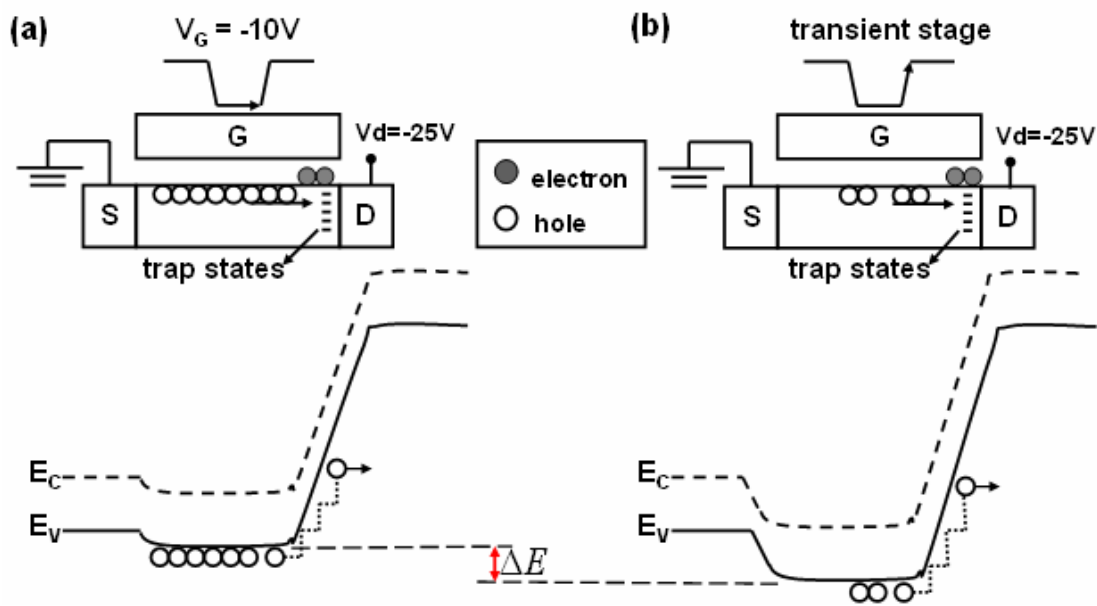 (a)
V_G = -10V
G
Vd=-25V
S
D
trap states
electron
hole
(b)
transient stage
G
Vd=-25V
S
D
trap states
E_C
E_V
ΔE
E_C
E_V